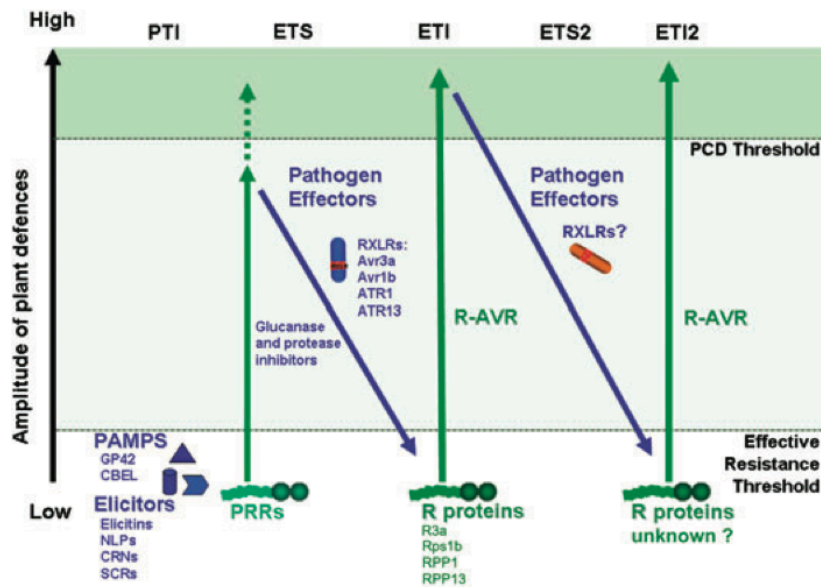 High
PTI
ETS
ETI
ETS2
ETI2
PCD Threshold
Pathogen
Effectors
RXLRs:
Avr3a
Avr1b
ATR1
ATR13
Glucanase
and protease
inhibitors
R-AVR
Pathogen
Effectors
RXLRs?
R-AVR
Amplitude of plant defences
PAMPS
GP42
CBEL
Elicitors
Elicitins
NLPs
CRNs
SCRs
Low
PRRs
R proteins
R3a
Rps1b
RPP1
RPP13
R proteins
unknown ?
Effective
Resistance
Threshold